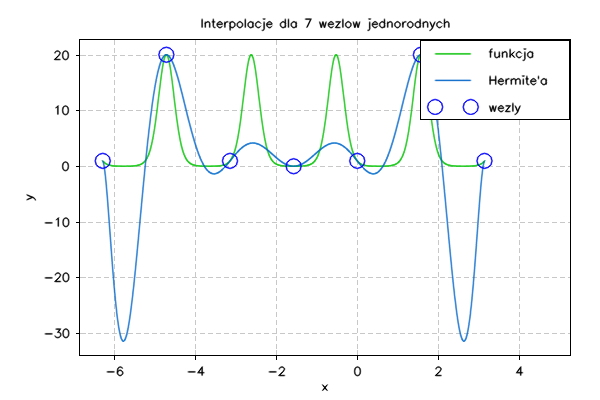 Interpolacje dla 7 wezlow jednorodnych
funkcja
Hermite'a
wezly
20
10
0
−10
−20
−30
y
−6
−4
−2
0
2
4
x